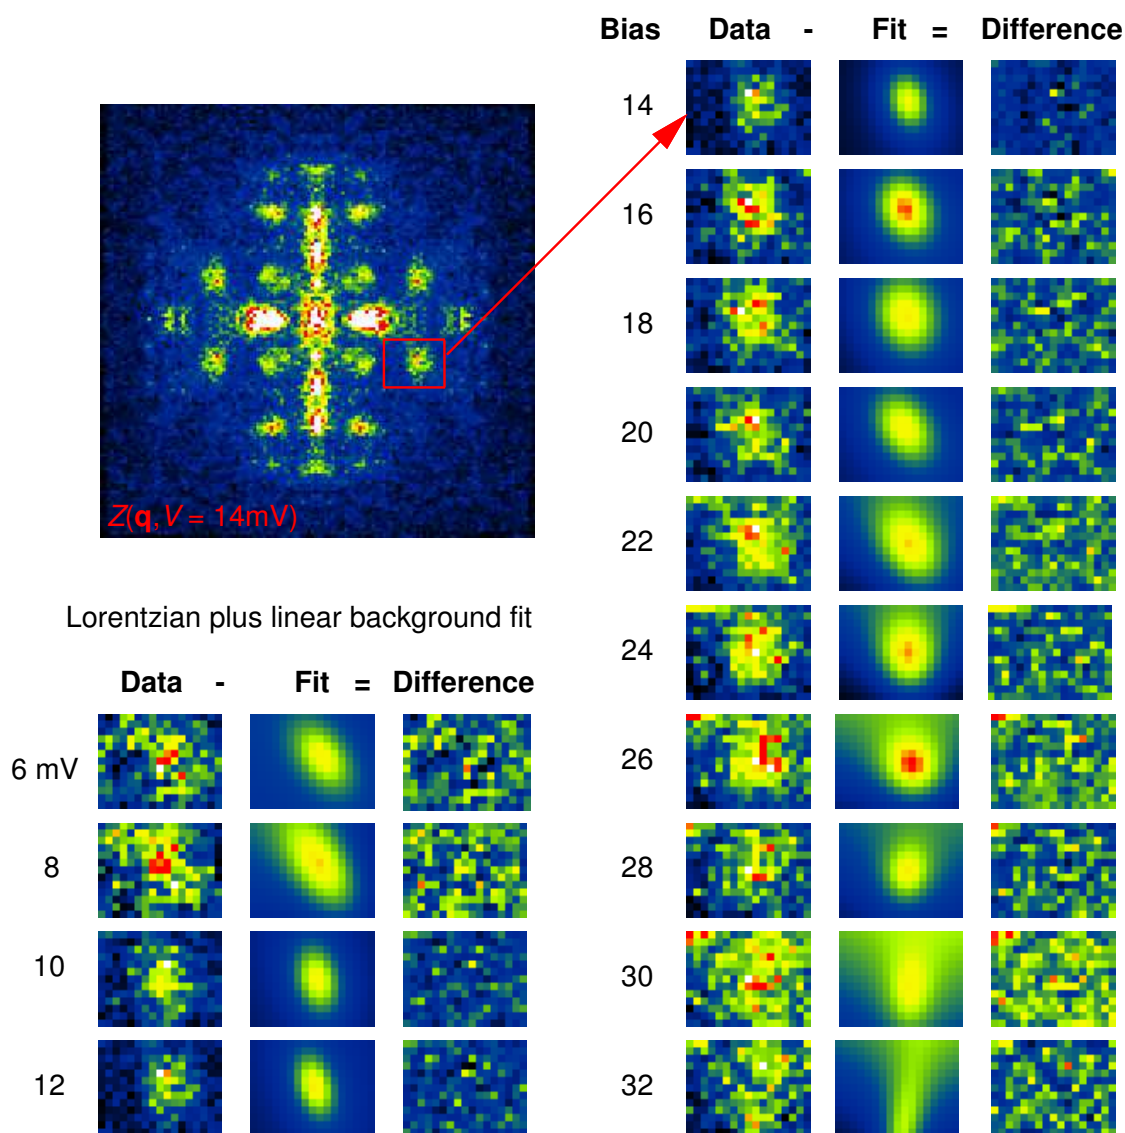 Bias Data - Fit = Difference
14
16
18
20
22
24
26
28
30
32
Z(q,V = 14mV)
Lorentzian plus linear background fit
Data - Fit = Difference
6 mV
8
10
12